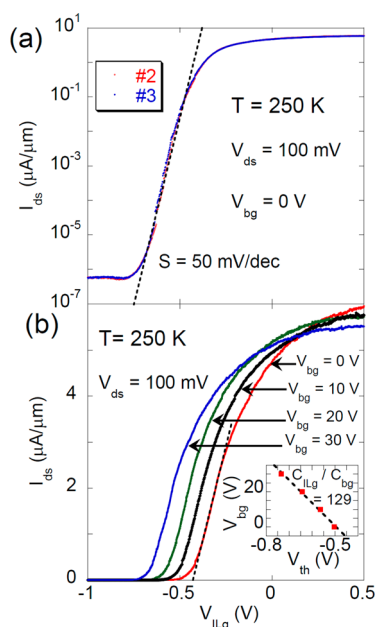 (a)
10^1
#2
#3
10^-1
T = 250 K
I_ds (µA/µm)
V_ds = 100 mV
10^-3
V_bg = 0 V
10^-5
S = 50 mV/dec
10^-7
(b)
T= 250 K
V_ds = 100 mV
V_bg = 0 V
V_bg = 10 V
V_bg = 20 V
V_bg = 30 V
I_ds (µA/µm)
4
2
0
C_ILg / C_bg
= 129
V_bg (V)
20
0
-0.8
-0.5
V_th (V)
-1
-0.5
0
0.5
V_ILg (V)